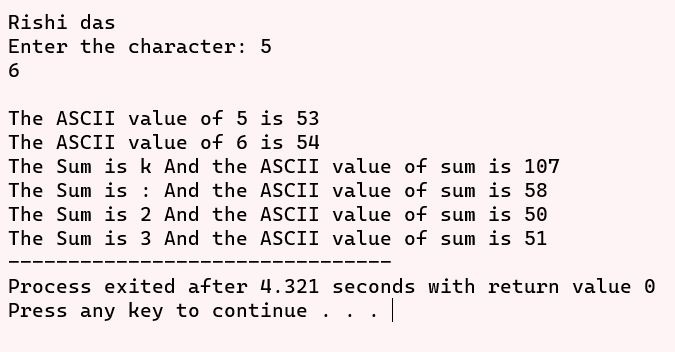 Rishi das
Enter the character: 5
6
The ASCII value of 5 is 53
The ASCII value of 6 is 54
The Sum is k And the ASCII value of sum is 107
The Sum is : And the ASCII value of sum is 58
The Sum is 2 And the ASCII value of sum is 50
The Sum is 3 And the ASCII value of sum is 51
--------------------------------
Process exited after 4.321 seconds with return value 0
Press any key to continue . . .